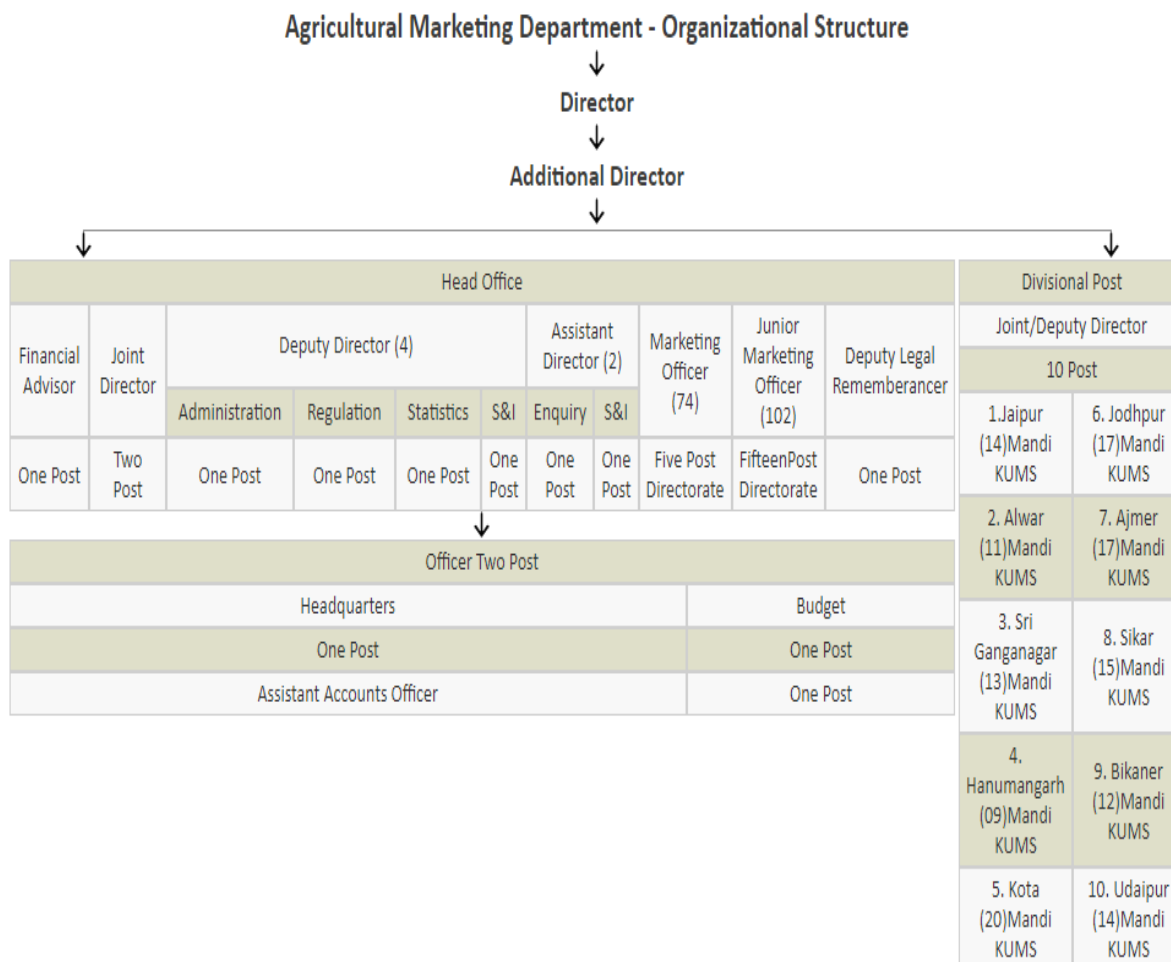 Agricultural Marketing Department - Organizational Structure
Director
Additional Director
Head Office
Financial
Advisor
Joint
Director
Deputy Director (4)
Assistant
Director (2)
Marketing
Officer
(74)
Junior
Marketing
Officer
(102)
Deputy Legal
Rememberancer
Administration
Regulation
Statistics
S&I
Enquiry
S&I
One Post
Two
Post
One Post
One Post
One Post
One
Post
One
Post
One
Post
Five Post
Directorate
FifteenPost
Directorate
One Post
Officer Two Post
Headquarters
Budget
One Post
One Post
Assistant Accounts Officer
One Post
Divisional Post
Joint/Deputy Director
10 Post
1.Jaipur
(14)Mandi
KUMS
6. Jodhpur
(17)Mandi
KUMS
2. Alwar
(11)Mandi
KUMS
7. Ajmer
(17)Mandi
KUMS
3. Sri
Ganganagar
(13)Mandi
KUMS
8. Sikar
(15)Mandi
KUMS
4.
Hanumangarh
(09)Mandi
KUMS
9. Bikaner
(12)Mandi
KUMS
5. Kota
(20)Mandi
KUMS
10. Udaipur
(14)Mandi
KUMS